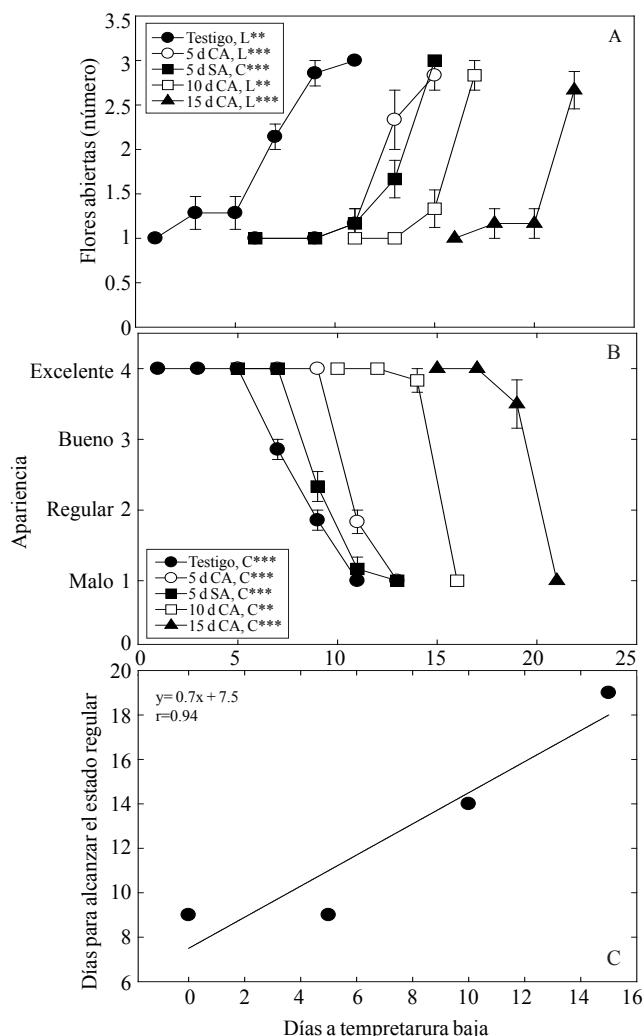 A
Testigo, L**
5 d CA, L***
5 d SA, C***
10 d CA, L**
15 d CA, L***
3.5
3
2.5
2
1.5
1
0.5
0
Flores abiertas (número)
B
Excelente 4
Bueno 3
Regular 2
Malo 1
0
Apariencia
Testigo, C***
5 d CA, C***
5 d SA, C***
10 d CA, C**
15 d CA, C***
0 5 10 15 20 25
20
18
16
14
12
10
8
6
Días para alcanzar el estado regular
y= 0.7x + 7.5
r=0.94
C
0 2 4 6 8 10 12 14 16
Días a tempretarura baja